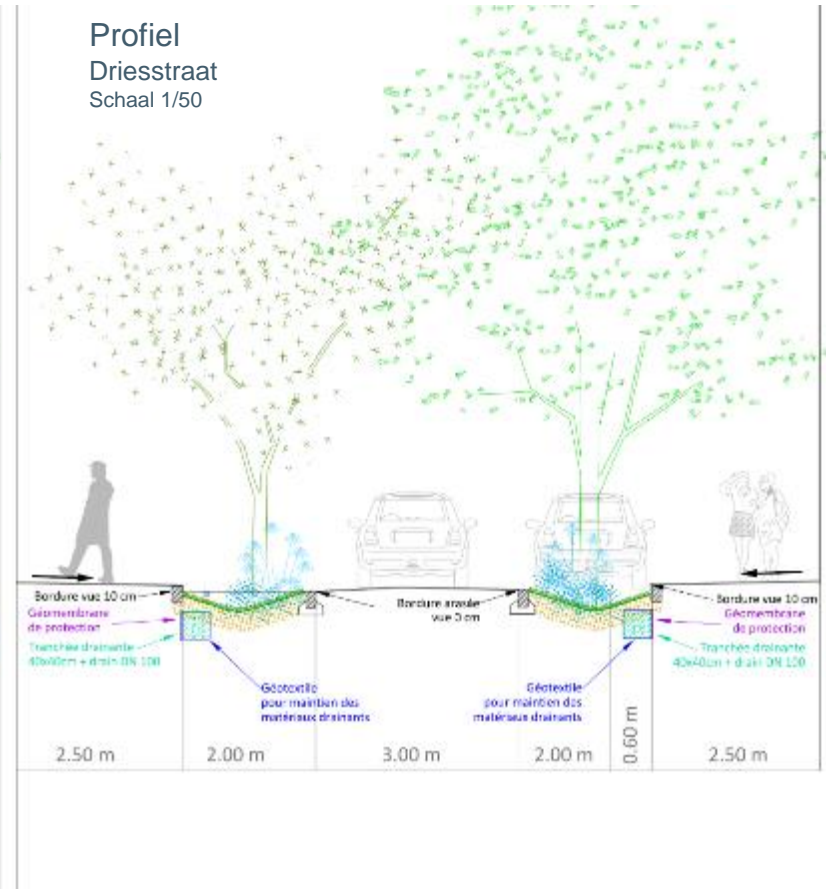 Profiel
Driesstraat
Schaal 1/50
Bordure vue 10 cm
Géomembrane
de protection
Tranchée drainante
40x40cm + drain DN 100
Géotextile
pour maintien des
matériaux drainants
Bordure arasée
vue 0 cm
Géotextile
pour maintien des
matériaux drainants
Bordure vue 10 cm
Géomembrane
de protection
Tranchée drainante
40x40cm + drain DN 100
2.50 m
2.00 m
3.00 m
2.00 m
0.60 m
2.50 m